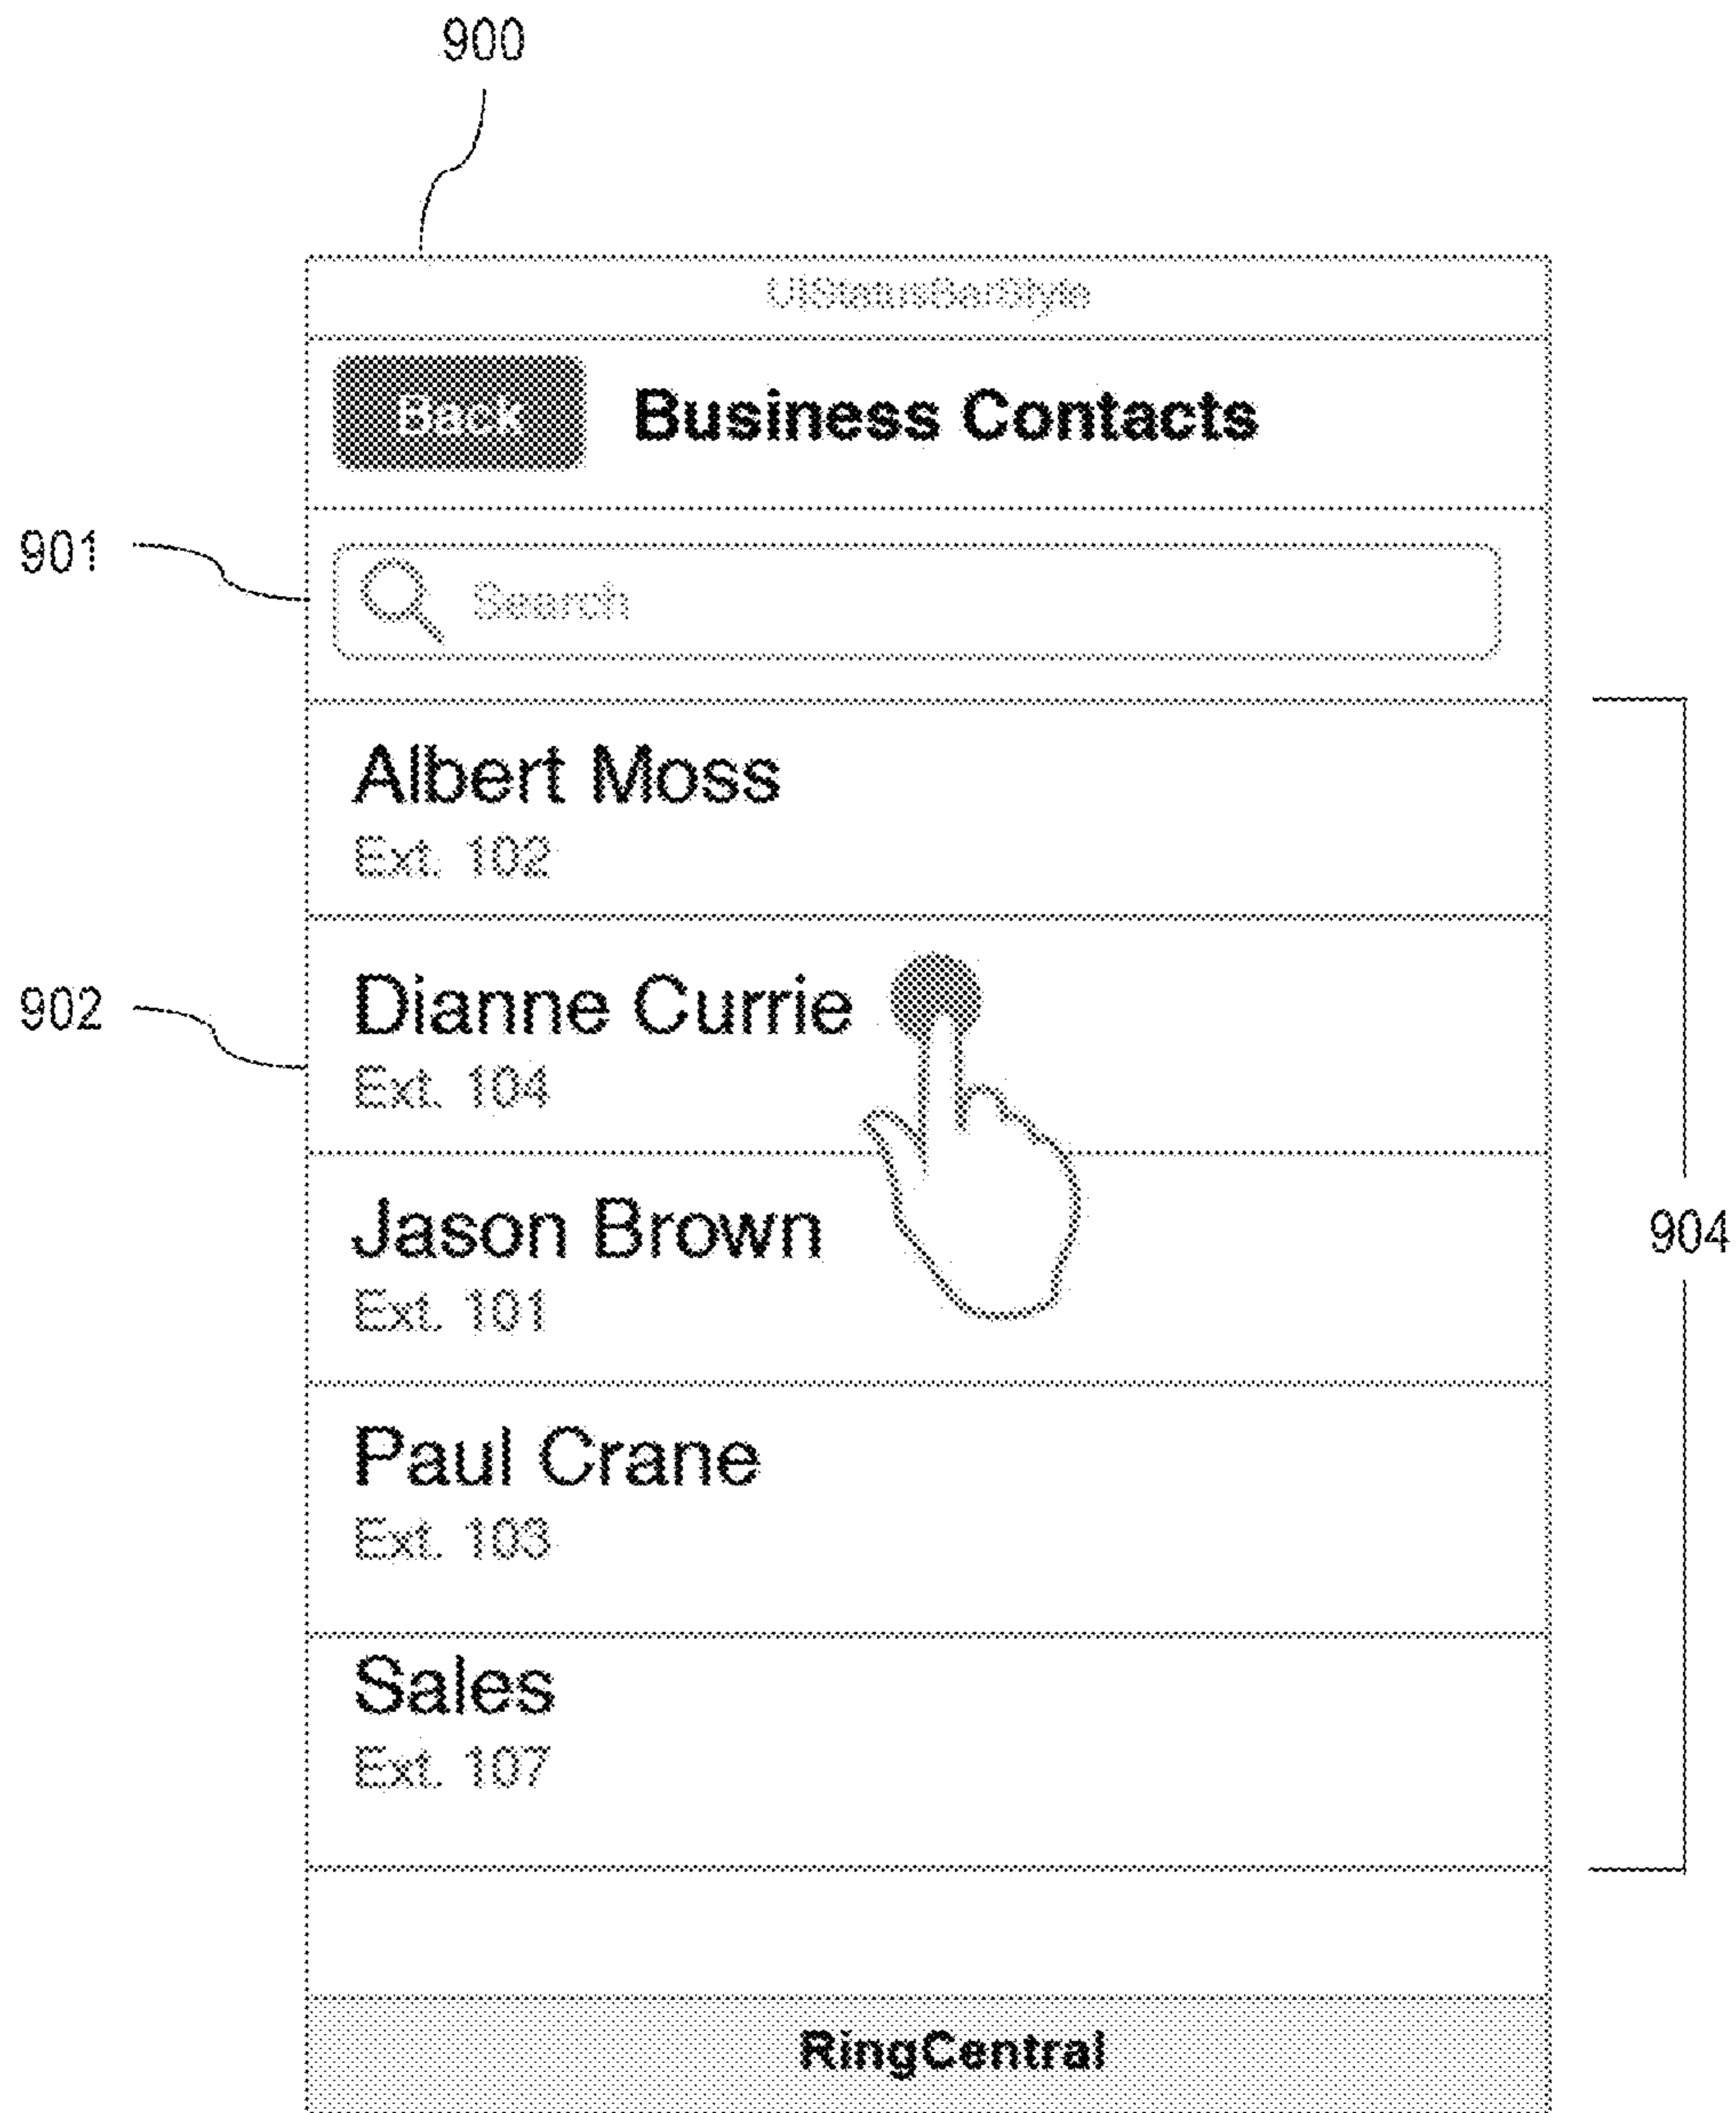 900
UIStatusBarStyle
Back Business Contacts
901
Search
Albert Moss
Ext. 102
902
Dianne Currie
Ext. 104
Jason Brown
904
Ext. 101
Paul Crane
Ext. 103
Sales
Ext. 107
RingCentral